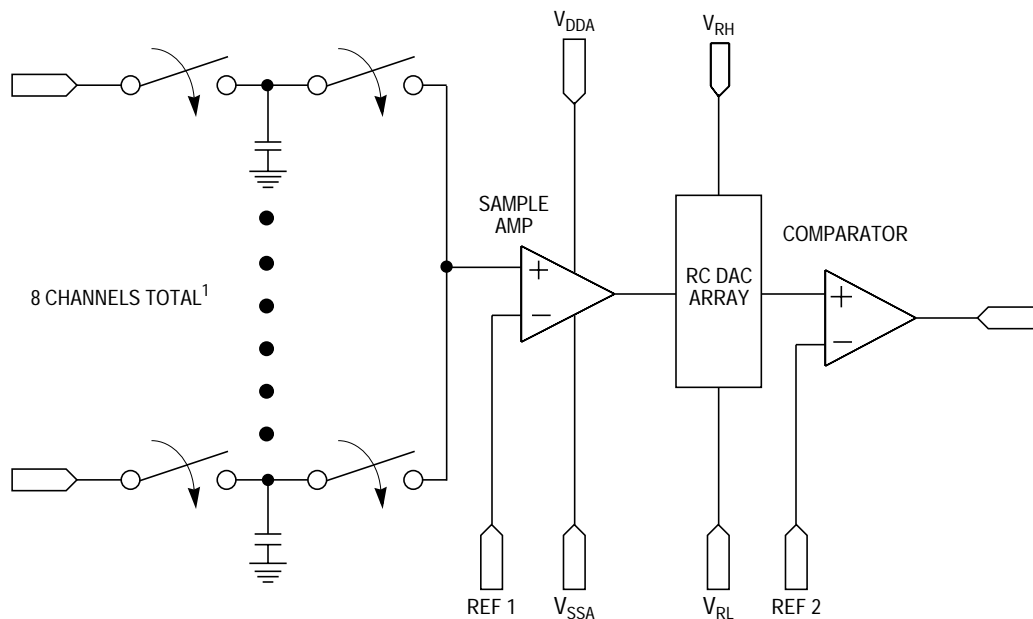 V_DDA
V_RH
SAMPLE
AMP
COMPARATOR
+
−
RC DAC
ARRAY
+
−
8 CHANNELS TOTAL¹
REF 1
V_SSA
V_RL
REF 2